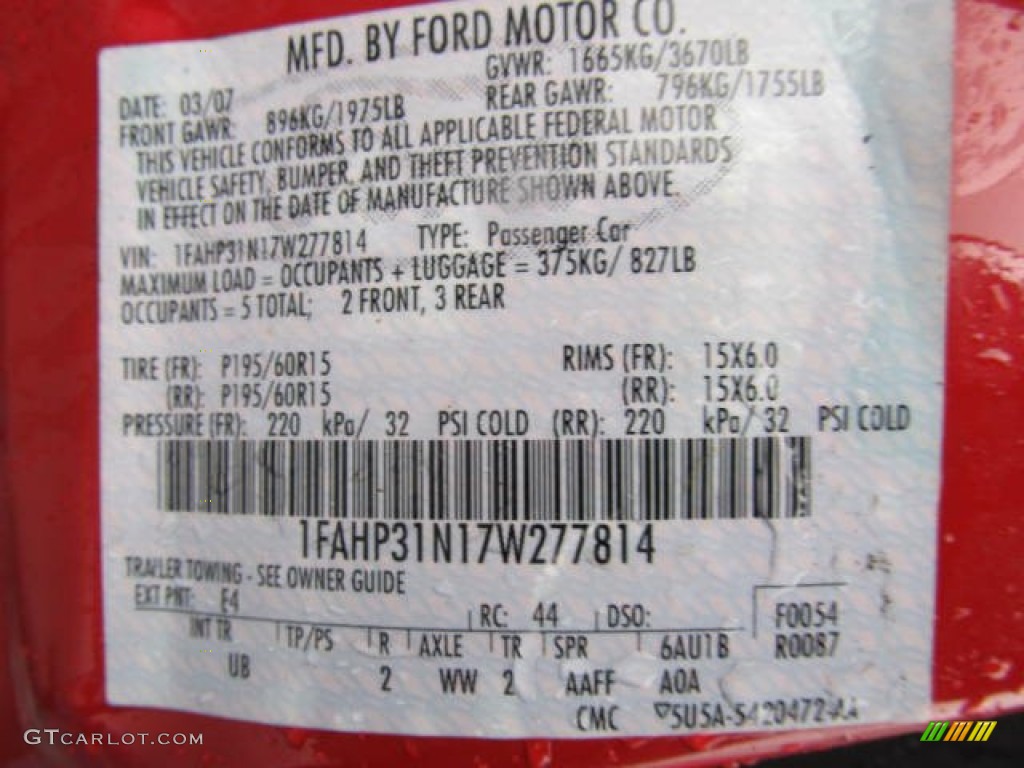 MFD. BY FORD MOTOR CO.
DATE: 03/07 GVWR: 1665KG/3670LB
FRONT GAWR: 896KG/1975LB REAR GAWR: 796KG/1755LB
THIS VEHICLE CONFORMS TO ALL APPLICABLE FEDERAL MOTOR
VEHICLE SAFETY, BUMPER, AND THEFT PREVENTION STANDARDS
IN EFFECT ON THE DATE OF MANUFACTURE SHOWN ABOVE.
VIN: 1FAHP31N17W277814 TYPE: Passenger Car
MAXIMUM LOAD = OCCUPANTS + LUGGAGE = 375KG/ 827LB
OCCUPANTS = 5 TOTAL; 2 FRONT, 3 REAR
TIRE (FR): P195/60R15 RIMS (FR): 15X6.0
(RR): P195/60R15 (RR): 15X6.0
PRESSURE (FR): 220 kPa/ 32 PSI COLD (RR): 220 kPa/ 32 PSI COLD
1FAHP31N17W277814
TRAILER TOWING - SEE OWNER GUIDE
EXT PNT: E4 RC: 44 DSO: F0054
INT TR TP/PS R AXLE TR SPR 6AU1B R0087
UB 2 WW 2 AAFF A0A
CMC 5U5A-5420472-AA
GTCARLOT.COM